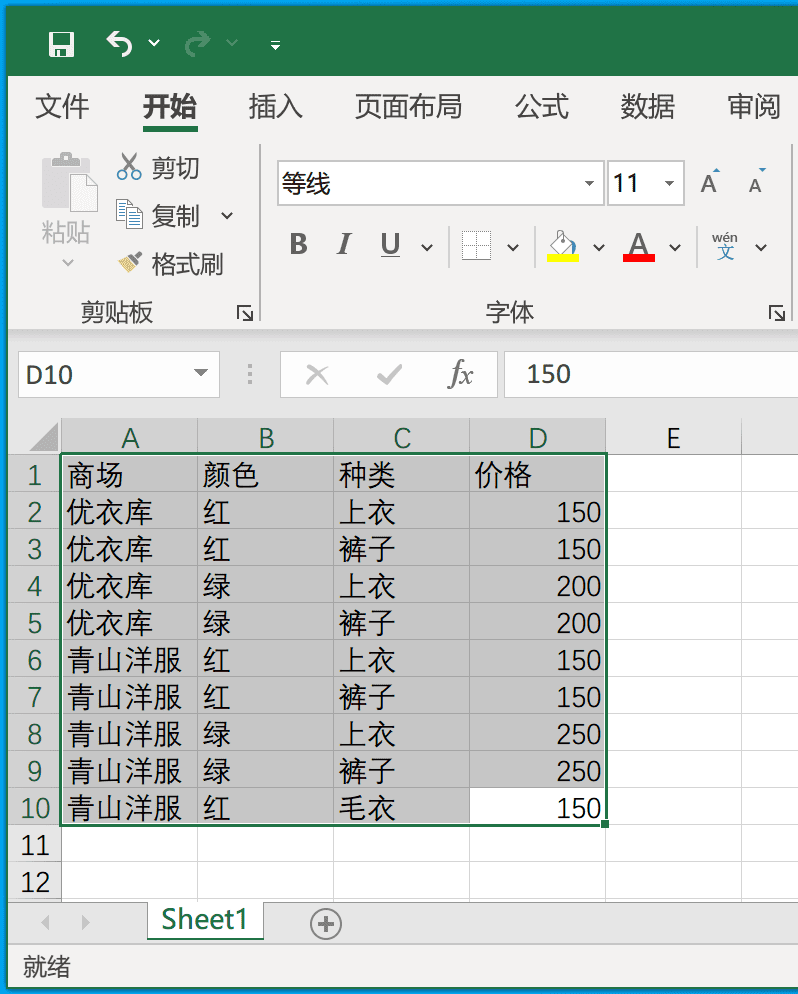 文件 开始 插入 页面布局 公式 数据 审阅
剪切
粘贴 复制
格式刷
剪贴板
等线 11 A A
B I U A wén 文
字体
D10 fx 150
A B C D E
1 商场 颜色 种类 价格
2 优衣库 红 上衣 150
3 优衣库 红 裤子 150
4 优衣库 绿 上衣 200
5 优衣库 绿 裤子 200
6 青山洋服 红 上衣 150
7 青山洋服 红 裤子 150
8 青山洋服 绿 上衣 250
9 青山洋服 绿 裤子 250
10 青山洋服 红 毛衣 150
11
12
Sheet1
就绪